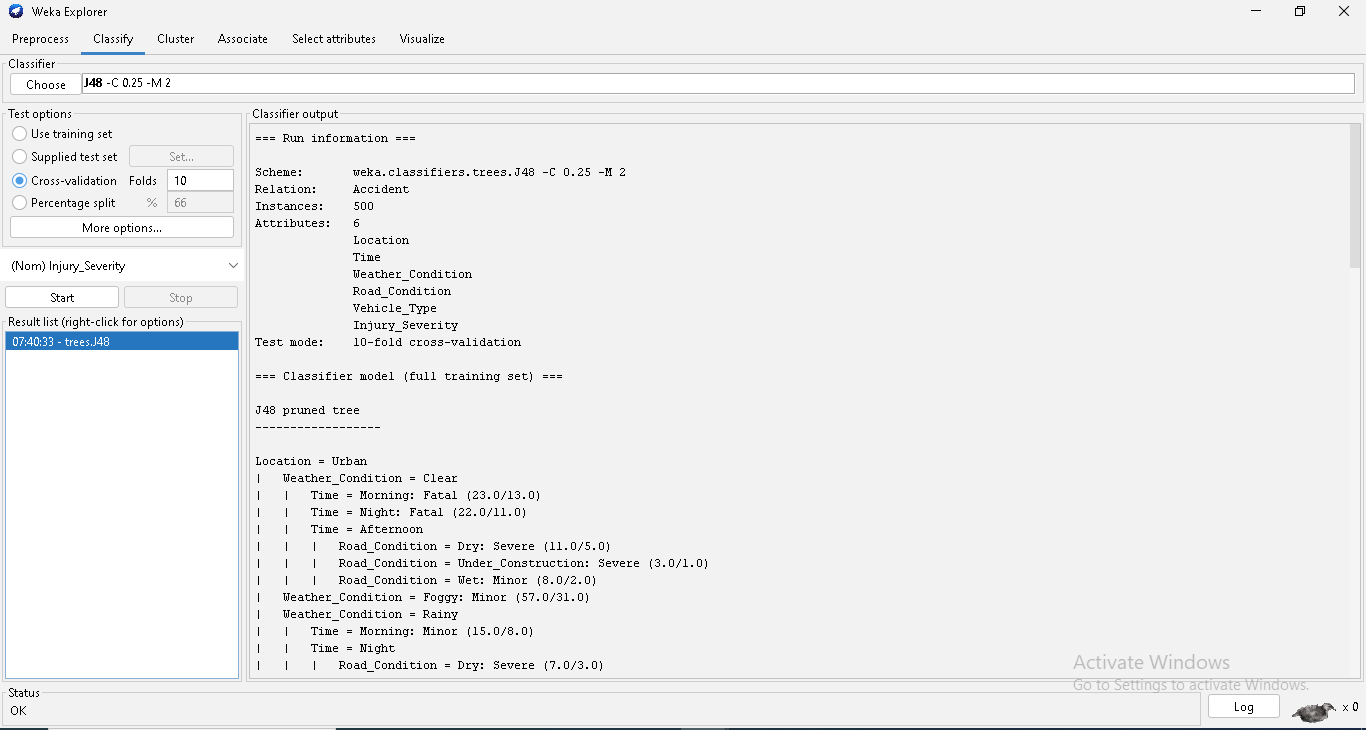 Weka Explorer
Preprocess Classify Cluster Associate Select attributes Visualize
Classifier
Choose J48 -C 0.25 -M 2
Test options
Use training set
Supplied test set Set...
Cross-validation Folds 10
Percentage split % 66
More options...
(Nom) Injury_Severity
Start Stop
Result list (right-click for options)
07:40:33 - trees.J48
Classifier output
=== Run information ===
Scheme: weka.classifiers.trees.J48 -C 0.25 -M 2
Relation: Accident
Instances: 500
Attributes: 6
Location
Time
Weather_Condition
Road_Condition
Vehicle_Type
Injury_Severity
Test mode: 10-fold cross-validation
=== Classifier model (full training set) ===
J48 pruned tree
------------------
Location = Urban
| Weather_Condition = Clear
| | Time = Morning: Fatal (23.0/13.0)
| | Time = Night: Fatal (22.0/11.0)
| | Time = Afternoon
| | | Road_Condition = Dry: Severe (11.0/5.0)
| | | Road_Condition = Under_Construction: Severe (3.0/1.0)
| | | Road_Condition = Wet: Minor (8.0/2.0)
| Weather_Condition = Foggy: Minor (57.0/31.0)
| Weather_Condition = Rainy
| | Time = Morning: Minor (15.0/8.0)
| | Time = Night
| | | Road_Condition = Dry: Severe (7.0/3.0)
Activate Windows
Go to Settings to activate Windows.
Status
OK
Log x 0